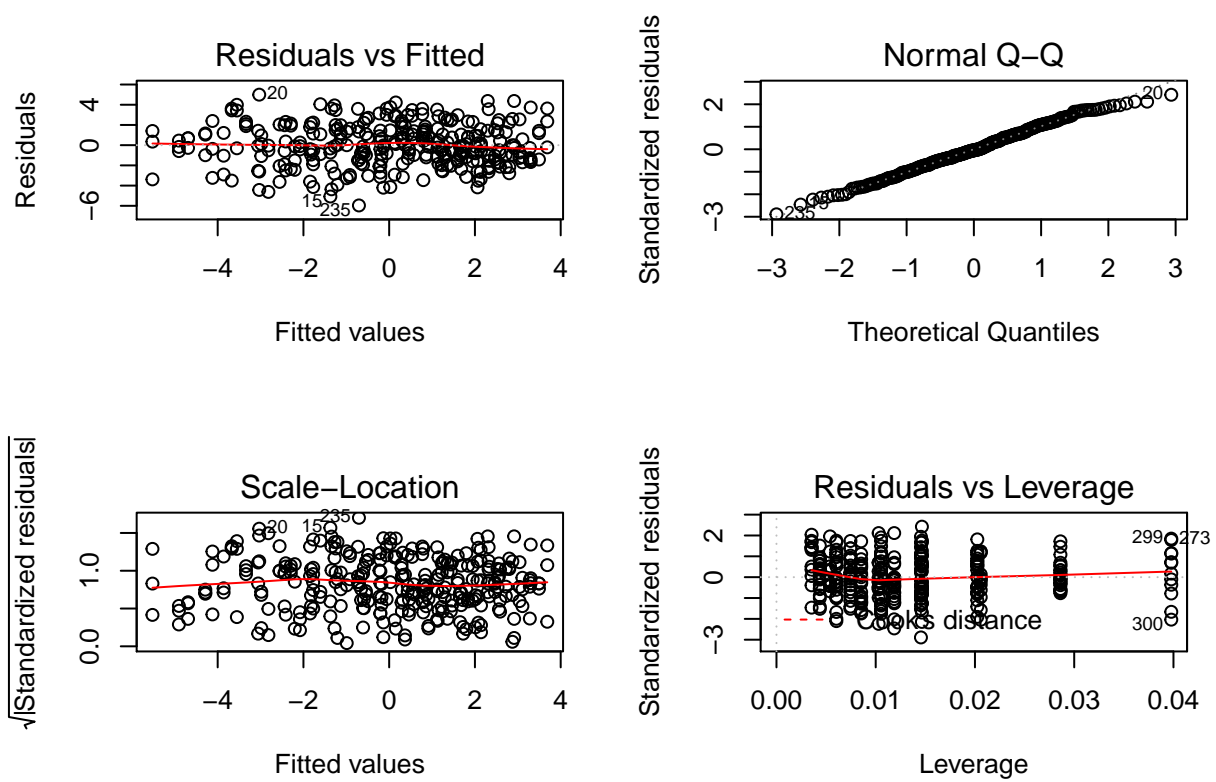 Residuals vs Fitted
Residuals
4
0
−6
20
15
235
−4 −2 0 2 4
Fitted values
Normal Q−Q
Standardized residuals
2
0
−3
20
15
235
−3 −2 −1 0 1 2 3
Theoretical Quantiles
Scale−Location
√|Standardized residuals|
1.0
0.0
20
15
235
−4 −2 0 2 4
Fitted values
Residuals vs Leverage
Standardized residuals
2
0
−3
299
273
300
distance
0.00 0.01 0.02 0.03 0.04
Leverage